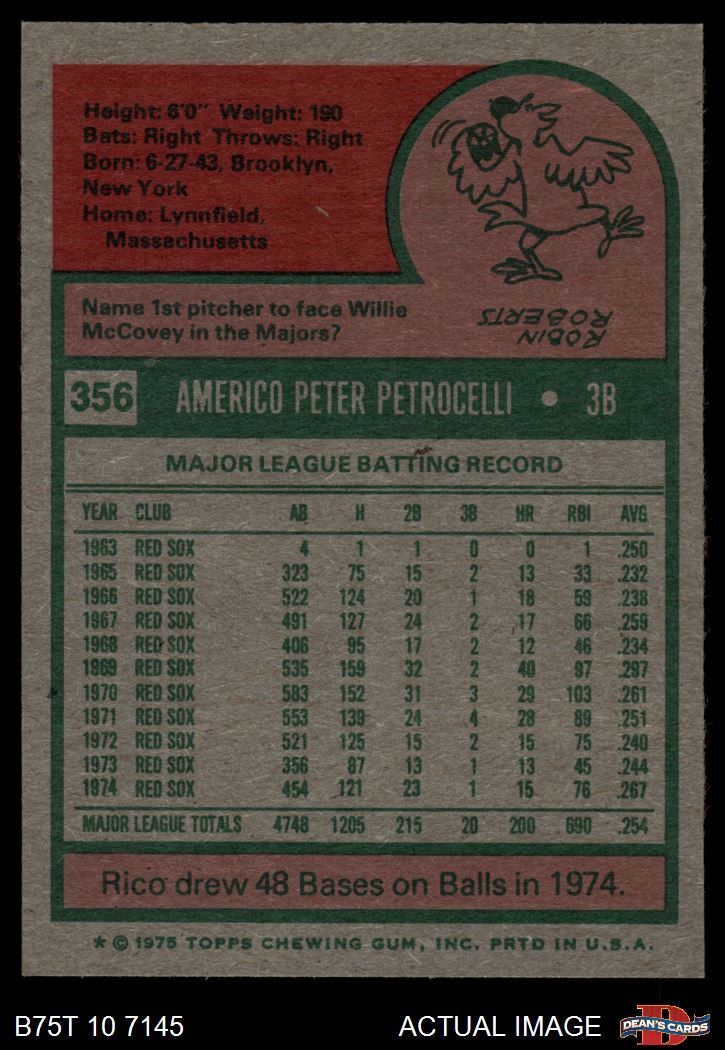 Height: 6'0" Weight: 190
Bats: Right Throws: Right
Born: 6-27-43, Brooklyn,
New York
Home: Lynnfield,
Massachusetts
Name 1st pitcher to face Willie
McCovey in the Majors?
ROBIN
ROBERTS
356 AMERICO PETER PETROCELLI • 3B
MAJOR LEAGUE BATTING RECORD
YEAR CLUB AB H 2B 3B HR RBI AVG
1963 RED SOX 4 1 1 0 0 1 .250
1965 RED SOX 323 75 15 2 13 33 .232
1966 RED SOX 522 124 20 1 18 59 .238
1967 RED SOX 491 127 24 2 17 66 .259
1968 RED SOX 406 95 17 2 12 46 .234
1969 RED SOX 535 159 32 2 40 97 .297
1970 RED SOX 583 152 31 3 29 103 .261
1971 RED SOX 553 139 24 4 28 89 .251
1972 RED SOX 521 125 15 2 15 75 .240
1973 RED SOX 356 87 13 1 13 45 .244
1974 RED SOX 454 121 23 1 15 76 .267
MAJOR LEAGUE TOTALS 4748 1205 215 20 200 690 .254
Rico drew 48 Bases on Balls in 1974.
* © 1975 TOPPS CHEWING GUM, INC. PRTD IN U.S.A.
B75T 10 7145 ACTUAL IMAGE D DEAN'S CARDS